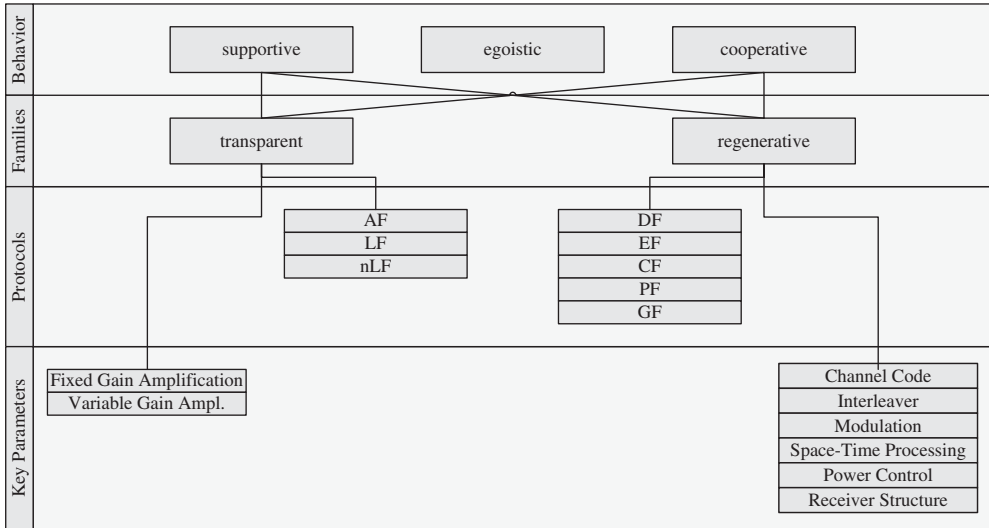 Behavior
supportive
egoistic
cooperative
Families
transparent
regenerative
Protocols
AF
LF
nLF
DF
EF
CF
PF
GF
Key Parameters
Fixed Gain Amplification
Variable Gain Ampl.
Channel Code
Interleaver
Modulation
Space-Time Processing
Power Control
Receiver Structure